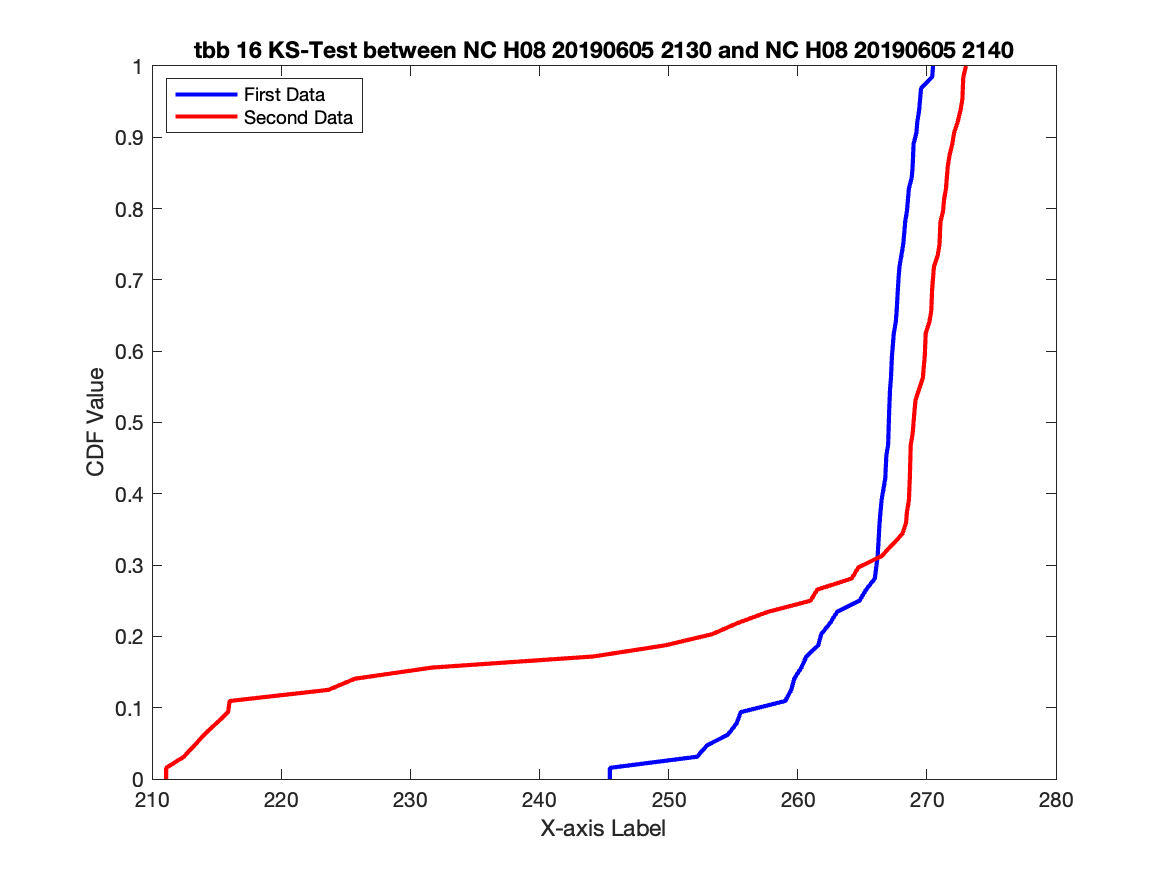 tbb 16 KS-Test between NC H08 20190605 2130 and NC H08 20190605 2140
First Data
Second Data
1
0.9
0.8
0.7
0.6
0.5
0.4
0.3
0.2
0.1
0
CDF Value
210 220 230 240 250 260 270 280
X-axis Label